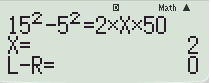 Math ▲
15²-5²=2×X×50
X= 2
L-R= 0